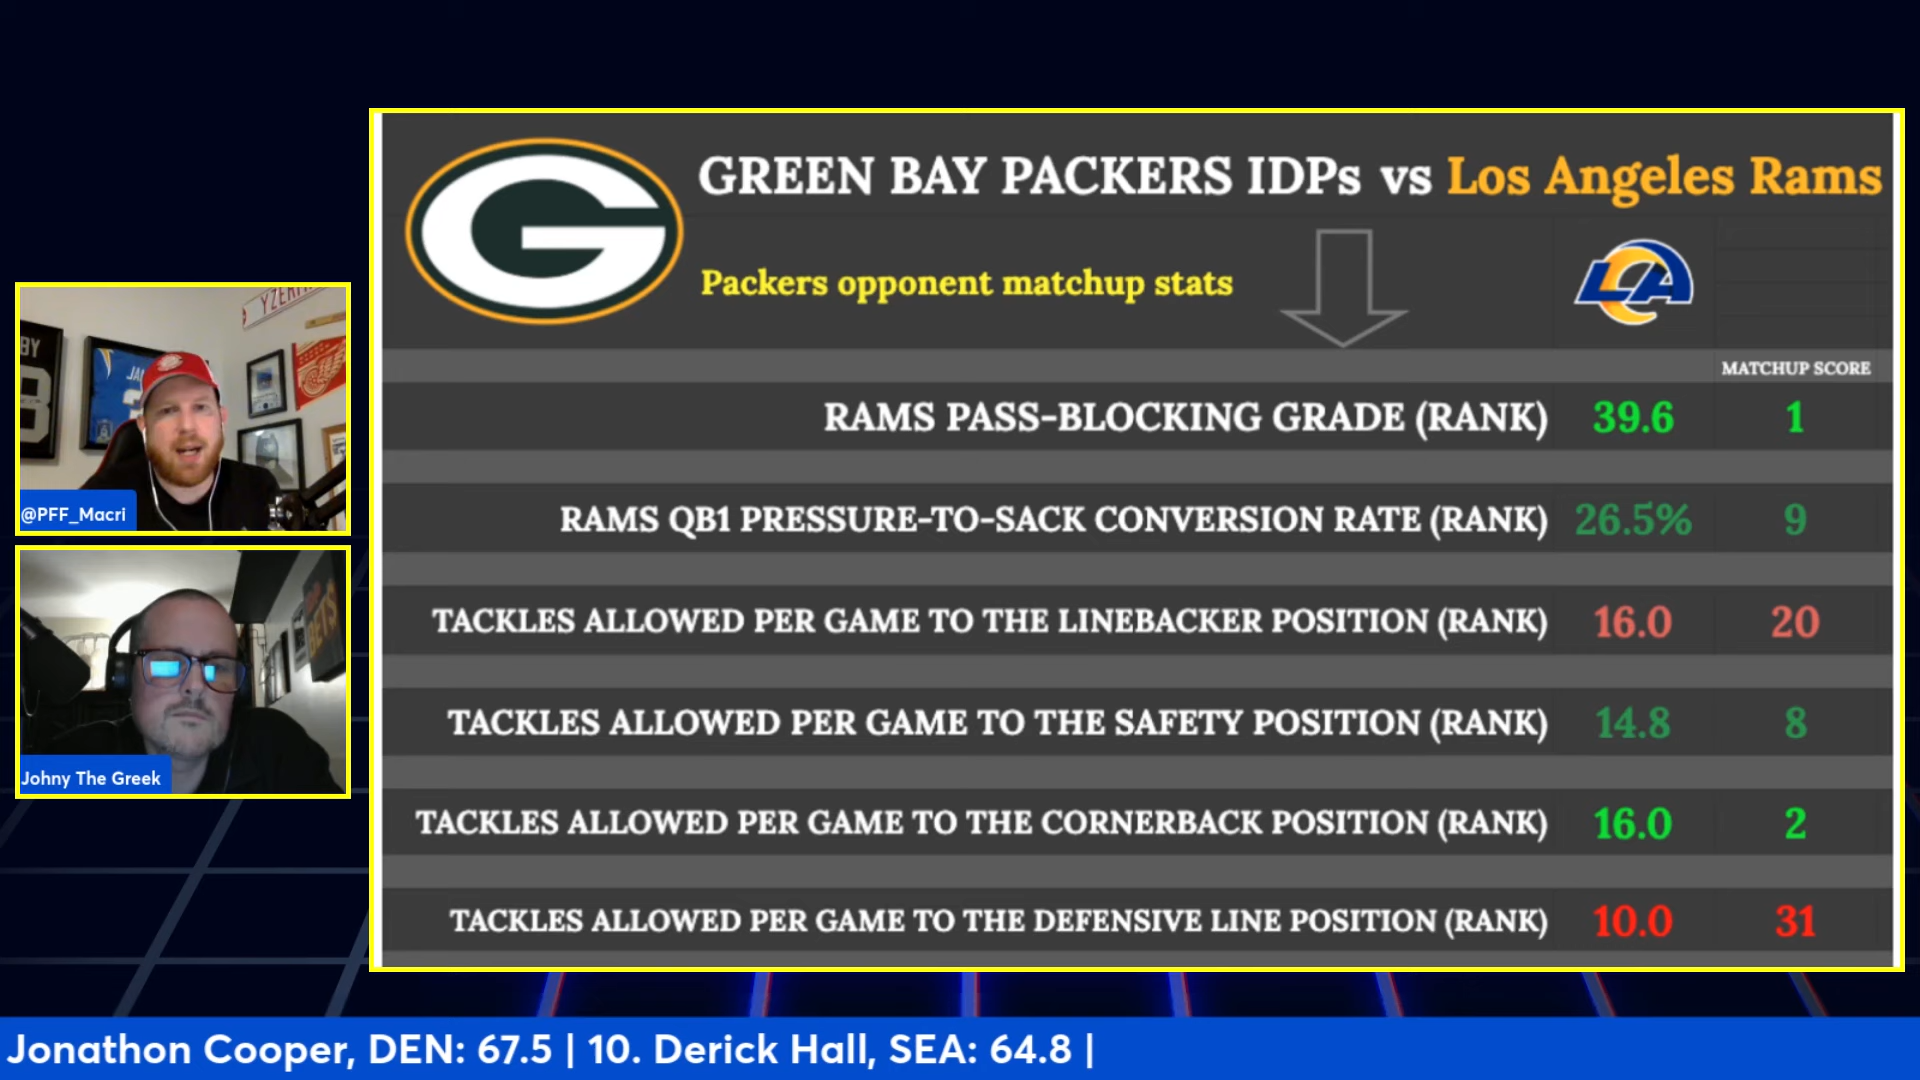 GREEN BAY PACKERS IDPs vs Los Angeles Rams
Packers opponent matchup stats
LA
MATCHUP SCORE
RAMS PASS-BLOCKING GRADE (RANK) 39.6 1
RAMS QB1 PRESSURE-TO-SACK CONVERSION RATE (RANK) 26.5% 9
TACKLES ALLOWED PER GAME TO THE LINEBACKER POSITION (RANK) 16.0 20
TACKLES ALLOWED PER GAME TO THE SAFETY POSITION (RANK) 14.8 8
TACKLES ALLOWED PER GAME TO THE CORNERBACK POSITION (RANK) 16.0 2
TACKLES ALLOWED PER GAME TO THE DEFENSIVE LINE POSITION (RANK) 10.0 31
@PFF_Macri
BETS
Johny The Greek
Jonathon Cooper, DEN: 67.5 | 10. Derick Hall, SEA: 64.8 |